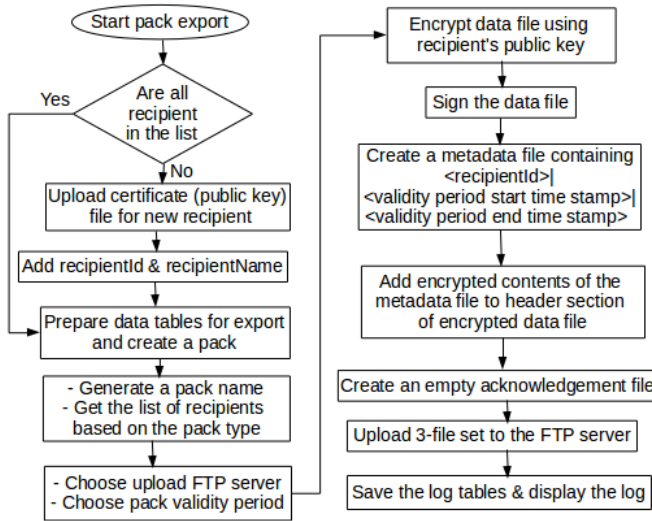 Start pack export
Are all
recipient
in the list
Yes
No
Upload certificate (public key)
file for new recipient
Add recipientId & recipientName
Prepare data tables for export
and create a pack
- Generate a pack name
- Get the list of recipients
based on the pack type
- Choose upload FTP server
- Choose pack validity period
Encrypt data file using
recipient's public key
Sign the data file
Create a metadata file containing
<recipientId>|
<validity period start time stamp>|
<validity period end time stamp>
Add encrypted contents of the
metadata file to header section
of encrypted data file
Create an empty acknowledgement file
Upload 3-file set to the FTP server
Save the log tables & display the log